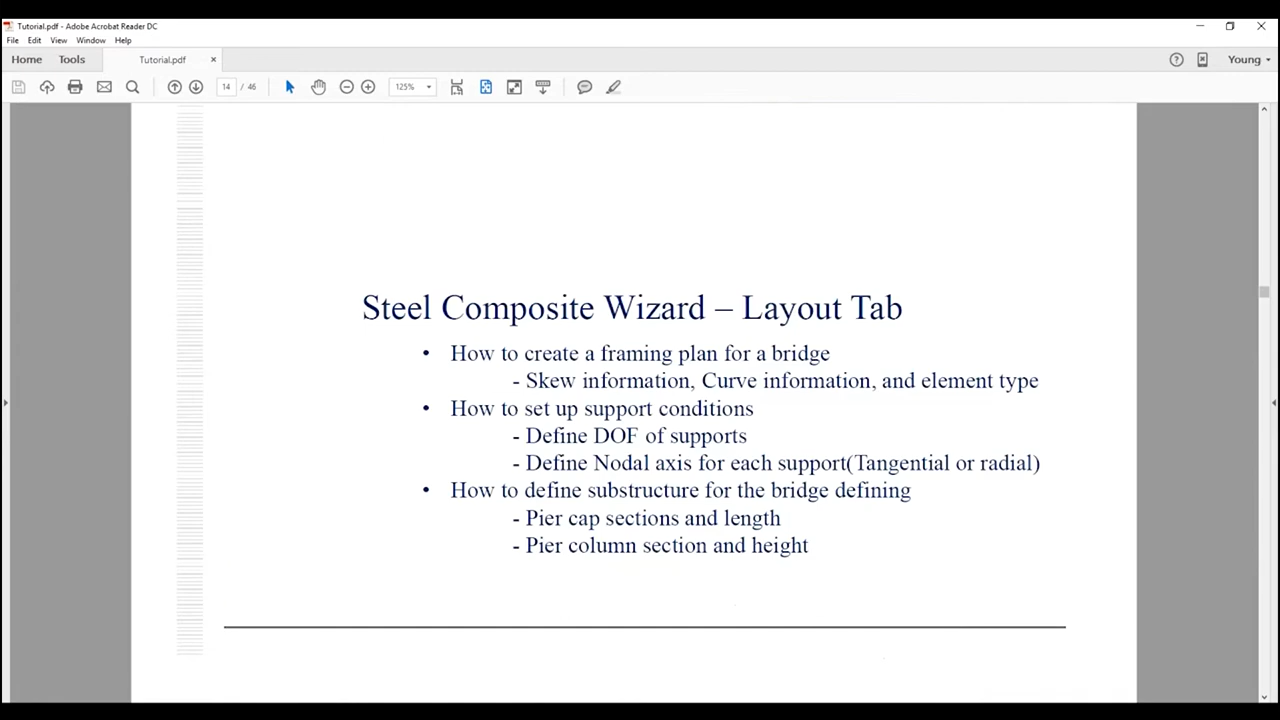 Tutorial.pdf - Adobe Acrobat Reader DC
File Edit View Window Help
Home Tools Tutorial.pdf × Young
14 / 46 125%
Steel Composite Wizard – Layout Tab
• How to create a framing plan for a bridge
- Skew information, Curve information, and element type
• How to set up support conditions
- Define DOF of supports
- Define Nodal axis for each support(Tangential or radial)
• How to define substructure for the bridge defining
- Pier cap sections and length
- Pier column section and height